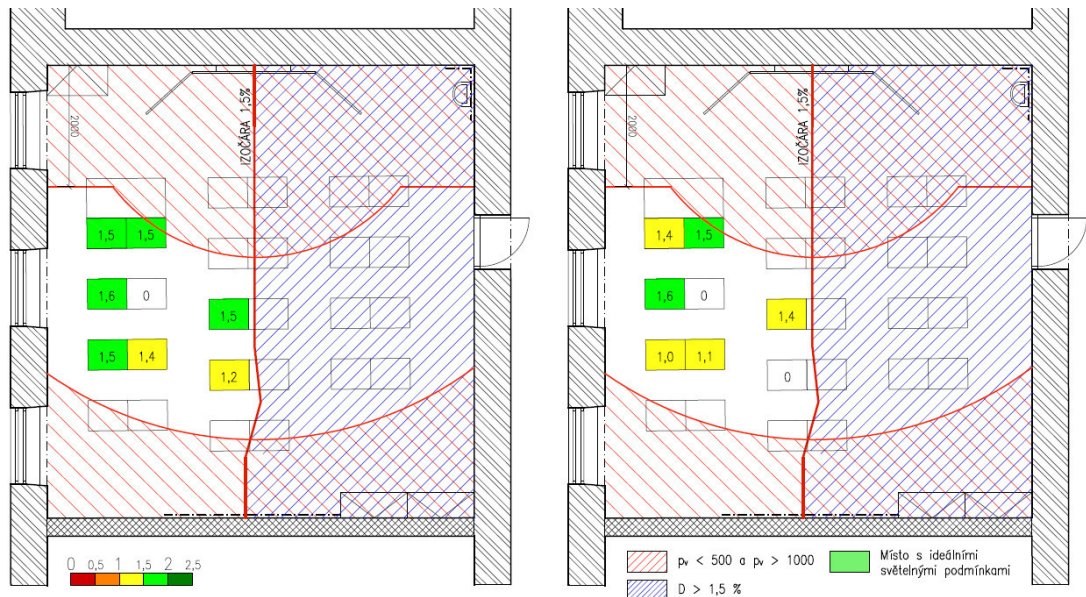 IZOČÁRA 1,5%
2000
1,5 1,5
1,6 0
1,5
1,5 1,4
1,2
0 0,5 1 1,5 2 2,5
IZOČÁRA 1,5%
2000
1,4 1,5
1,6 0
1,4
1,0 1,1
0
pᵥ < 500 a pᵥ > 1000
D > 1,5 %
Místo s ideálními
světelnými podmínkami